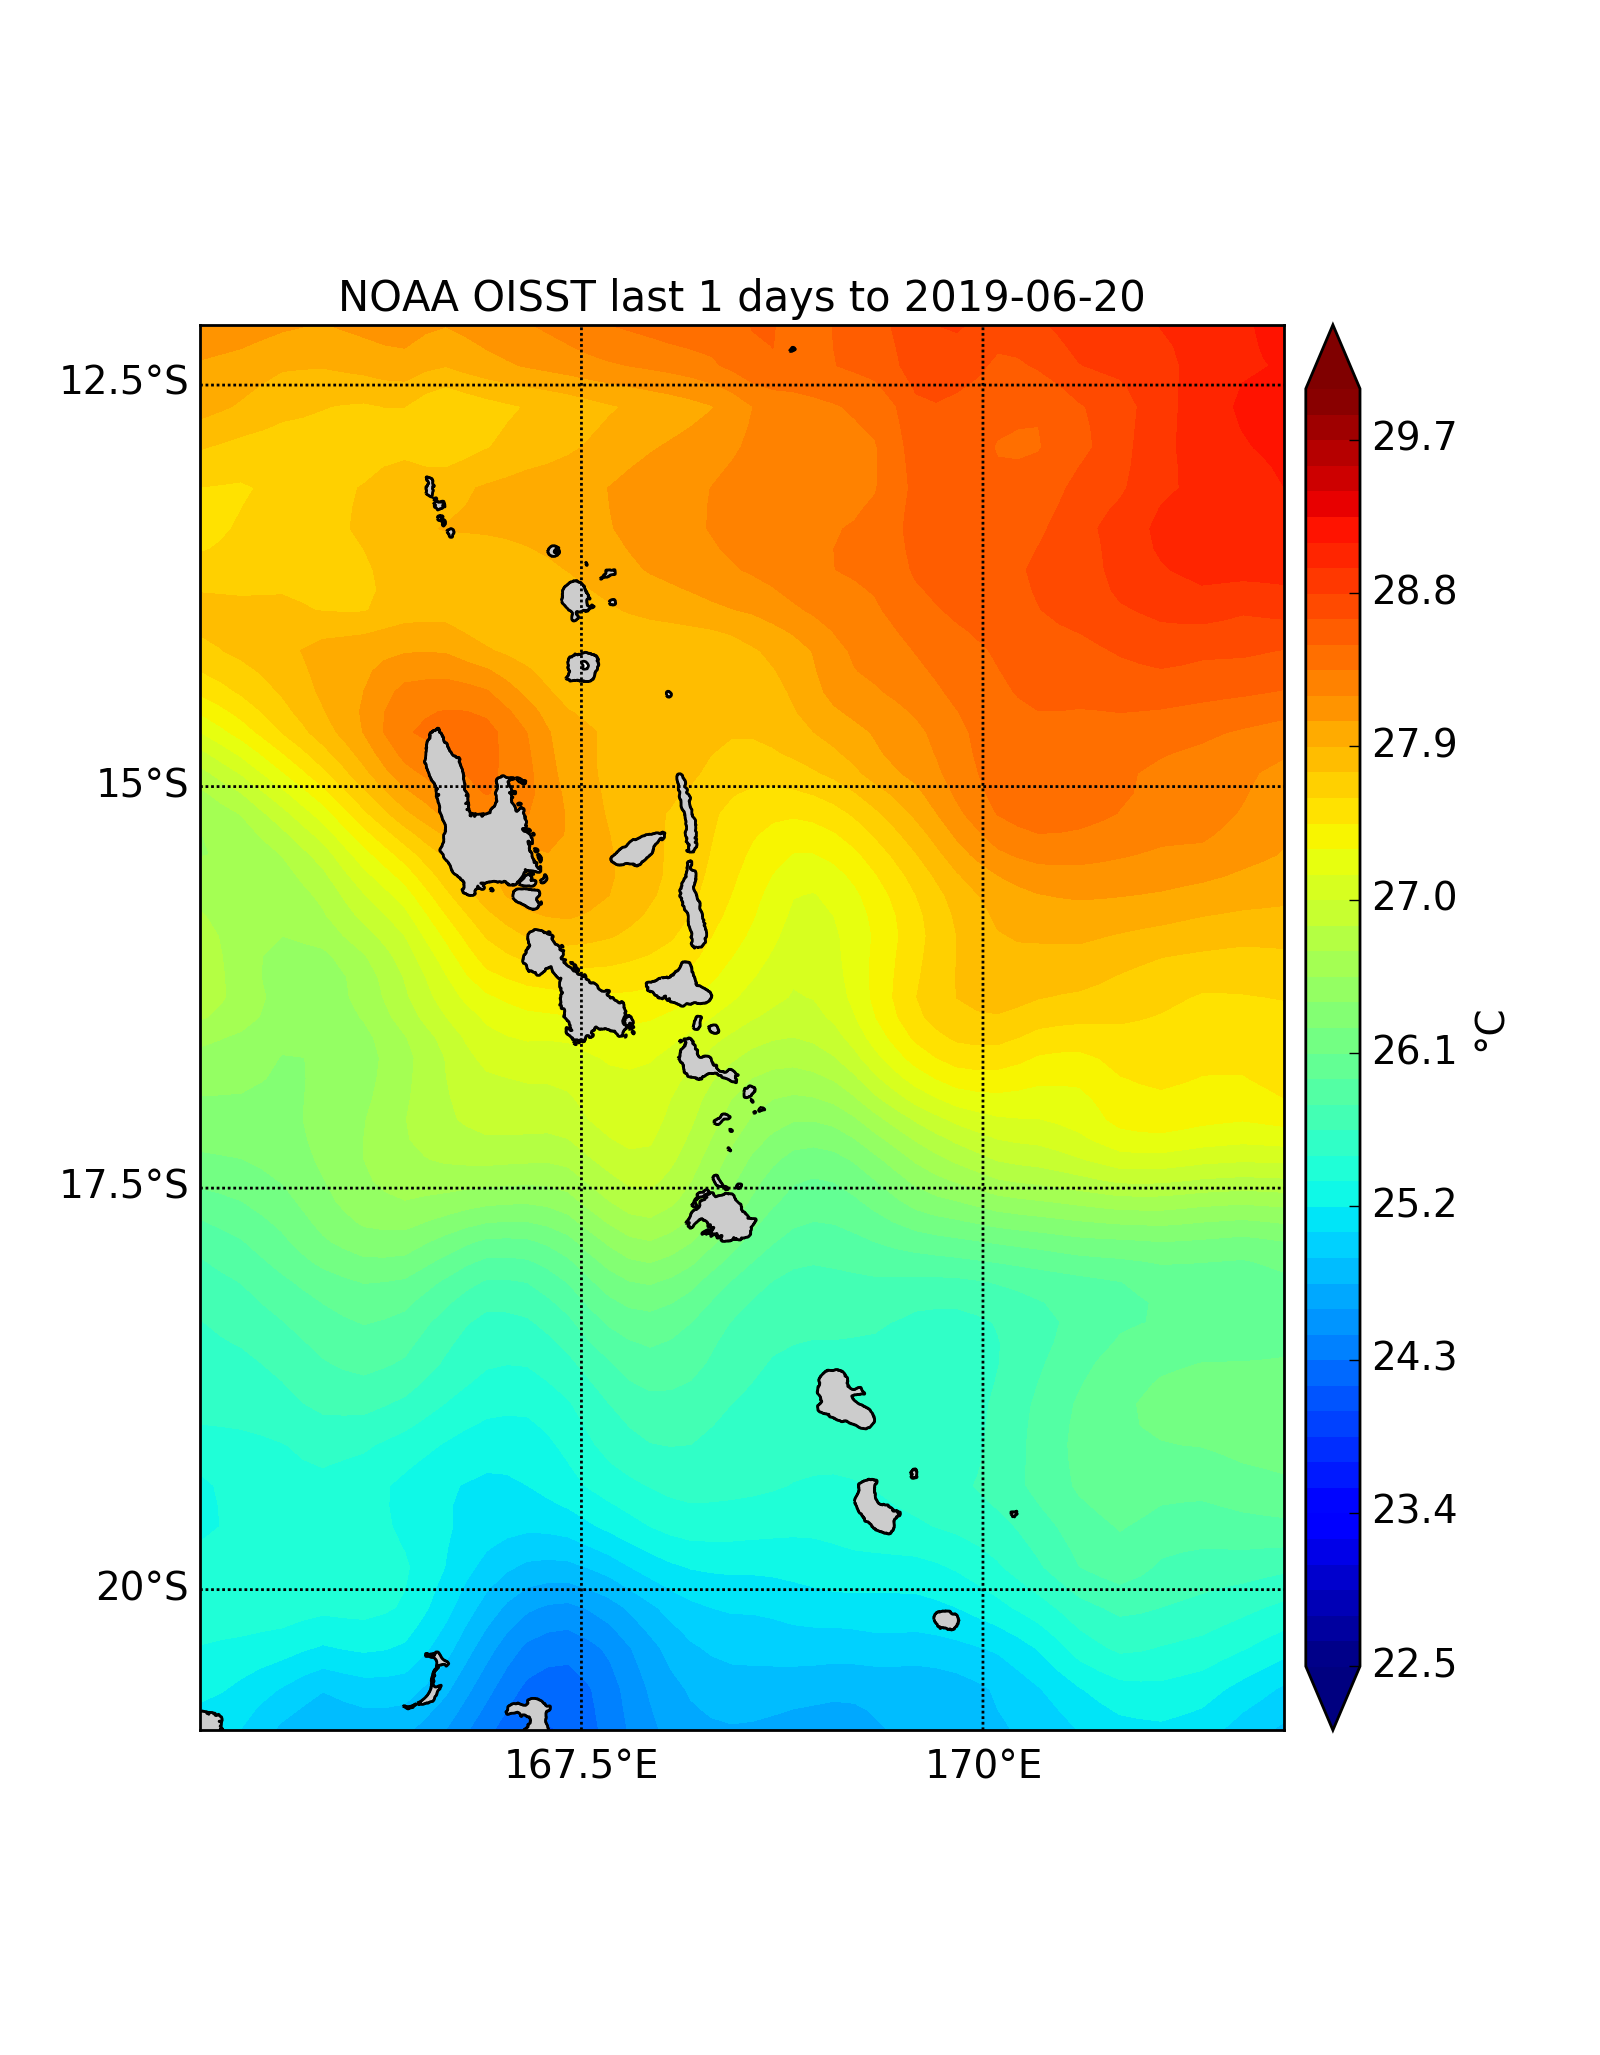 NOAA OISST last 1 days to 2019-06-20
12.5°S
15°S
17.5°S
20°S
167.5°E
170°E
29.7
28.8
27.9
27.0
26.1
25.2
24.3
23.4
22.5
°C